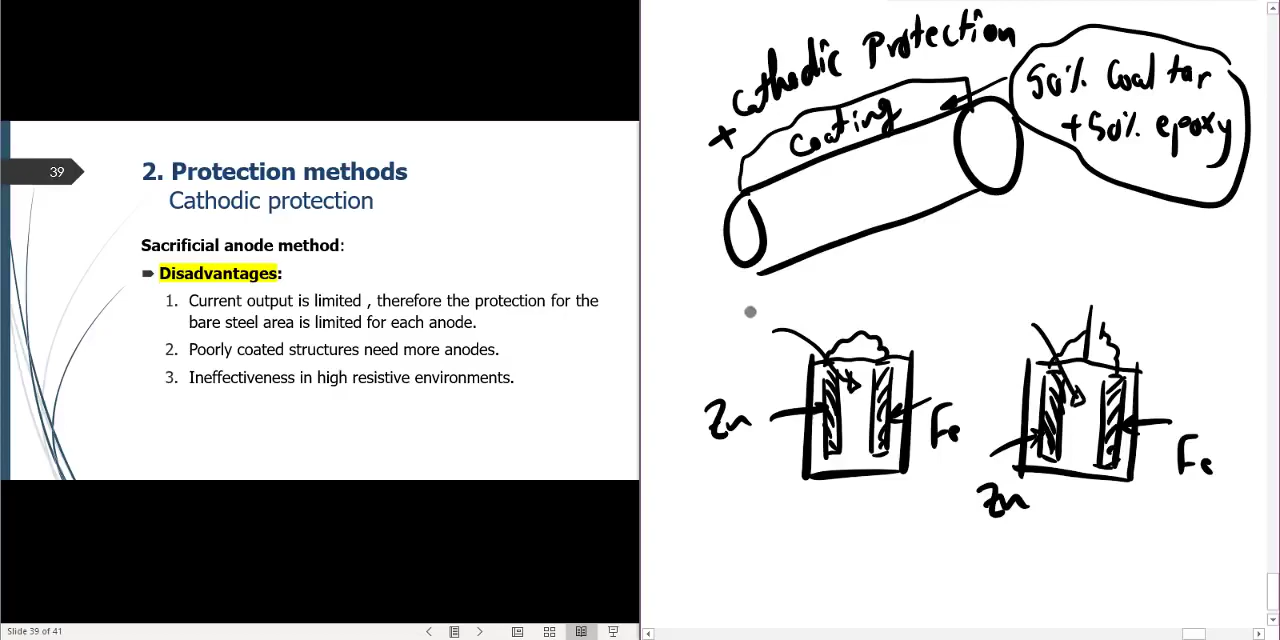 39
2. Protection methods
Cathodic protection
Sacrificial anode method:
Disadvantages:
1. Current output is limited , therefore the protection for the
bare steel area is limited for each anode.
2. Poorly coated structures need more anodes.
3. Ineffectiveness in high resistive environments.
Slide 39 of 41
+ Cathodic Protection
coating
50% Coal tar
+ 50% epoxy
Zn
Fe
Zn
Fe